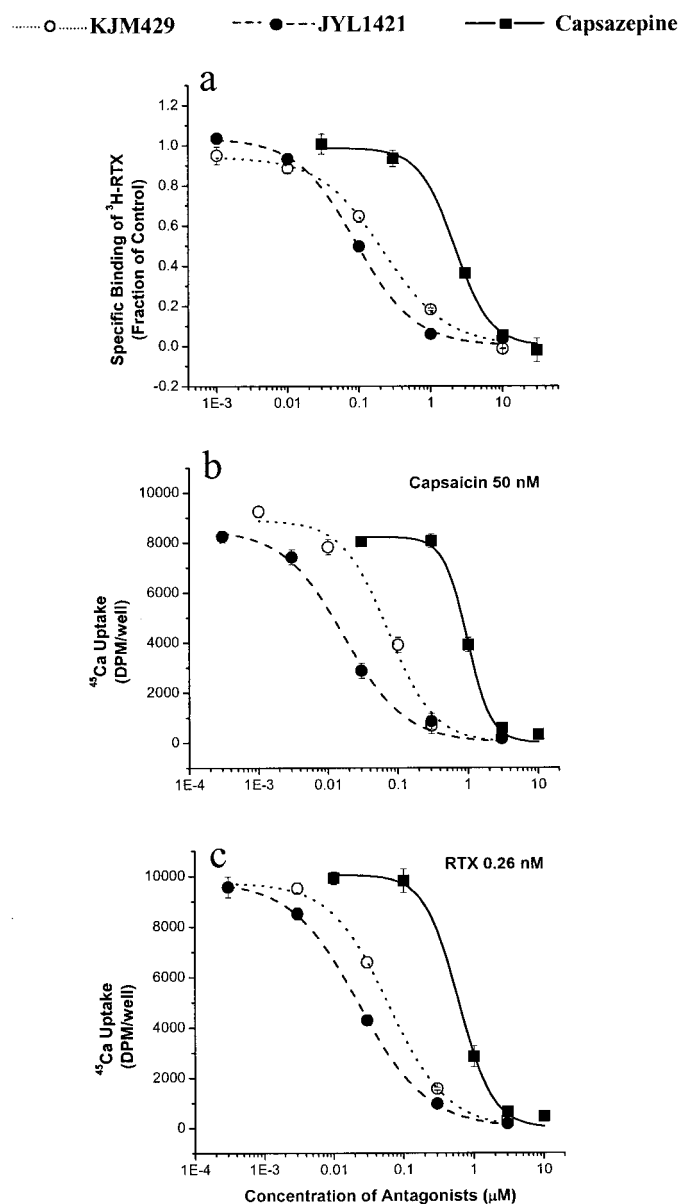 KJM429 JYL1421 Capsazepine
a
1.2
1.0
0.8
0.6
0.4
0.2
0.0
-0.2
Specific Binding of ³H-RTX
(Fraction of Control)
1E-3 0.01 0.1 1 10
b
Capsaicin 50 nM
10000
8000
6000
4000
2000
0
⁴⁵Ca Uptake
(DPM/well)
1E-4 1E-3 0.01 0.1 1 10
c
RTX 0.26 nM
10000
8000
6000
4000
2000
0
⁴⁵Ca Uptake
(DPM/well)
1E-4 1E-3 0.01 0.1 1 10
Concentration of Antagonists (µM)